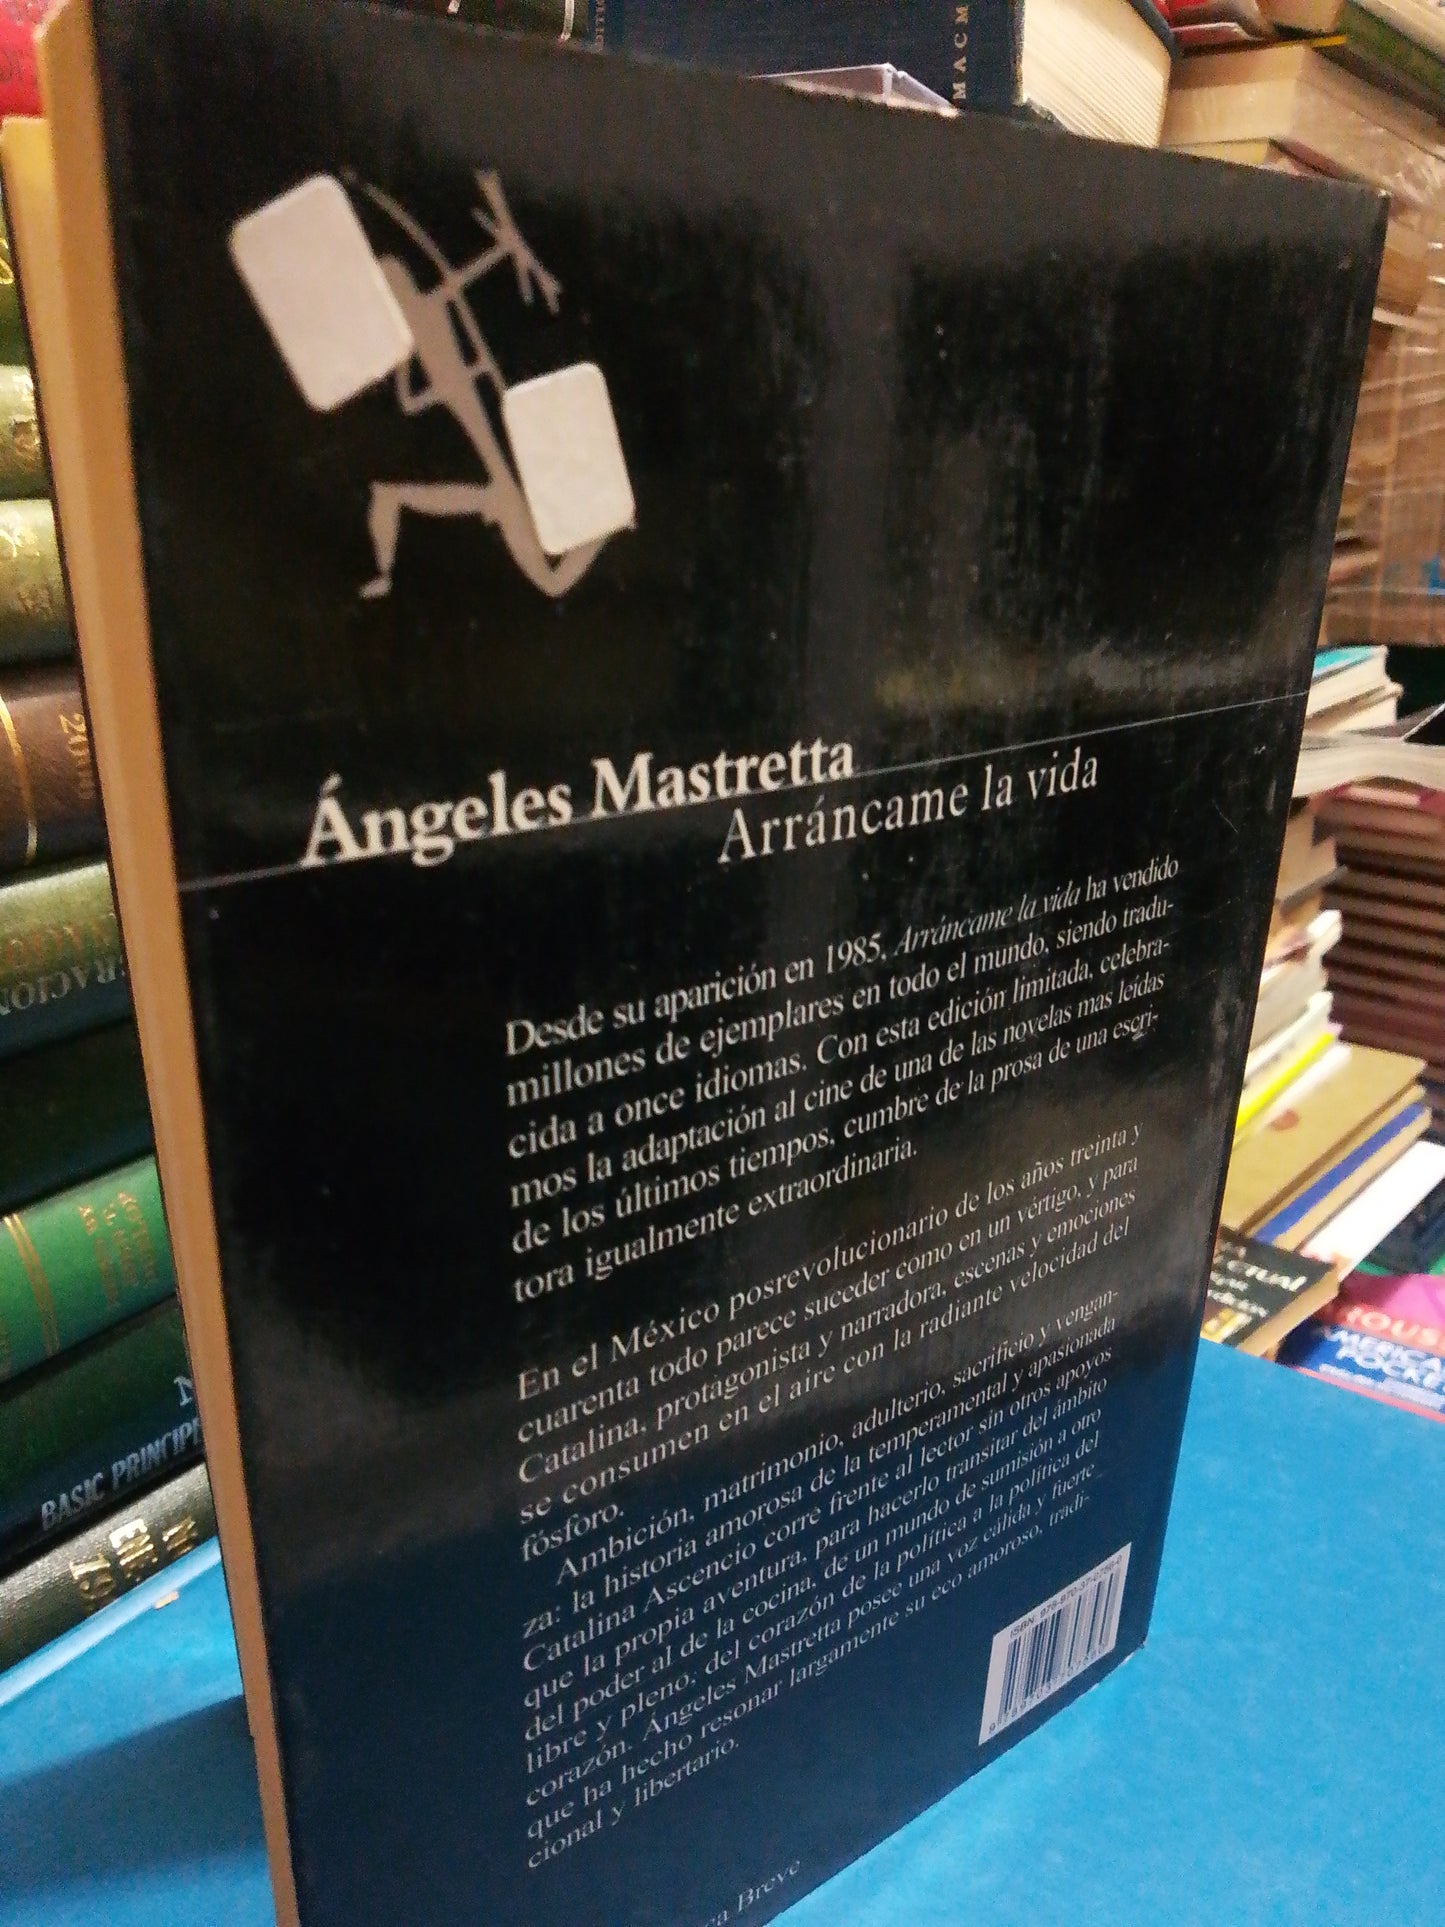 MACM
Ángeles Mastretta
Arráncame la vida
Desde su aparición en 1985, Arráncame la vida ha vendido
millones de ejemplares en todo el mundo, siendo tradu-
cida a once idiomas. Con esta edición limitada, celebra-
mos la adaptación al cine de una de las novelas mas leídas
de los últimos tiempos, cumbre de la prosa de una escri-
tora igualmente extraordinaria.
En el México posrevolucionario de los años treinta y
cuarenta todo parece suceder como en un vértigo, y para
Catalina, protagonista y narradora, escenas y emociones
se consumen en el aire con la radiante velocidad del
fósforo.
Ambición, matrimonio, adulterio, sacrificio y vengan-
za: la historia amorosa de la temperamental y apasionada
Catalina Ascencio corre frente al lector sin otros apoyos
que la propia aventura, para hacerlo transitar del ámbito
del poder al de la cocina, de un mundo de sumisión a otro
libre y pleno, del corazón de la política a la política del
corazón. Ángeles Mastretta posee una voz cálida y fuerte
que ha hecho resonar largamente su eco amoroso, tradi-
cional y libertario.
ca Breve
BASIC PRINCIP